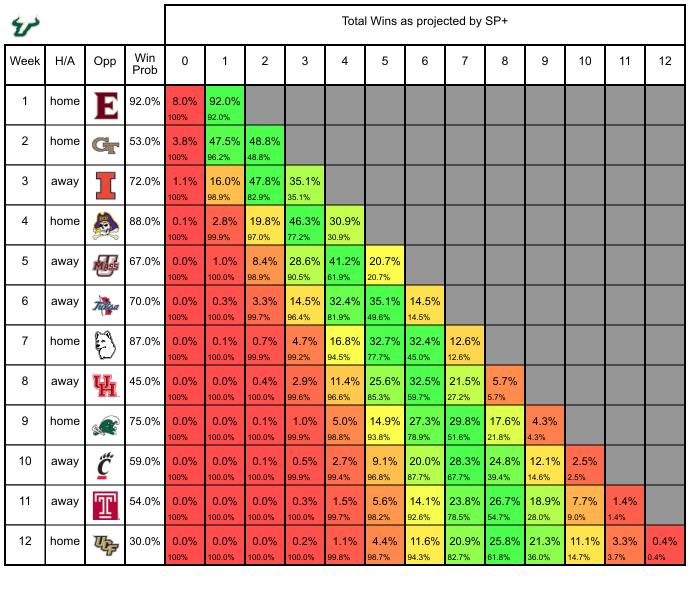 Total Wins as projected by SP+
Week H/A Opp Win Prob 0 1 2 3 4 5 6 7 8 9 10 11 12
1 home E 92.0% 8.0% 92.0%
100% 92.0%
2 home GT 53.0% 3.8% 47.5% 48.8%
100% 96.2% 48.8%
3 away I 72.0% 1.1% 16.0% 47.8% 35.1%
100% 98.9% 82.9% 35.1%
4 home 88.0% 0.1% 2.8% 19.8% 46.3% 30.9%
100% 99.9% 97.0% 77.2% 30.9%
5 away UMass 67.0% 0.0% 1.0% 8.4% 28.6% 41.2% 20.7%
100% 100.0% 98.9% 90.5% 61.9% 20.7%
6 away Tulsa 70.0% 0.0% 0.3% 3.3% 14.5% 32.4% 35.1% 14.5%
100% 100.0% 99.7% 96.4% 81.9% 49.6% 14.5%
7 home 87.0% 0.0% 0.1% 0.7% 4.7% 16.8% 32.7% 32.4% 12.6%
100% 100.0% 99.9% 99.2% 94.5% 77.7% 45.0% 12.6%
8 away UH 45.0% 0.0% 0.0% 0.4% 2.9% 11.4% 25.6% 32.5% 21.5% 5.7%
100% 100.0% 100.0% 99.6% 96.6% 85.3% 59.7% 27.2% 5.7%
9 home 75.0% 0.0% 0.0% 0.1% 1.0% 5.0% 14.9% 27.3% 29.8% 17.6% 4.3%
100% 100.0% 100.0% 99.9% 98.8% 93.8% 78.9% 51.6% 21.8% 4.3%
10 away C 59.0% 0.0% 0.0% 0.1% 0.5% 2.7% 9.1% 20.0% 28.3% 24.8% 12.1% 2.5%
100% 100.0% 100.0% 99.9% 99.4% 96.8% 87.7% 67.7% 39.4% 14.6% 2.5%
11 away T 54.0% 0.0% 0.0% 0.0% 0.3% 1.5% 5.6% 14.1% 23.8% 26.7% 18.9% 7.7% 1.4%
100% 100.0% 100.0% 100.0% 99.7% 98.2% 92.6% 78.5% 54.7% 28.0% 9.0% 1.4%
12 home UCF 30.0% 0.0% 0.0% 0.0% 0.2% 1.1% 4.4% 11.6% 20.9% 25.8% 21.3% 11.1% 3.3% 0.4%
100% 100.0% 100.0% 100.0% 99.8% 98.7% 94.3% 82.7% 61.8% 36.0% 14.7% 3.7% 0.4%